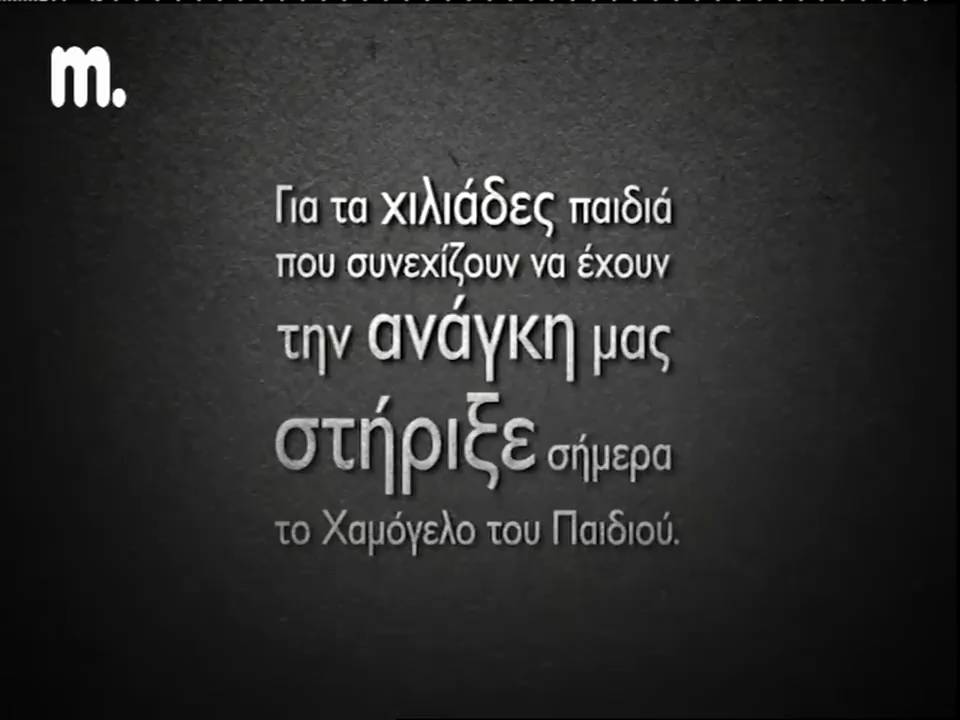 m.
Για τα χιλιάδες παιδιά
που συνεχίζουν να έχουν
την ανάγκη μας
στήριξε σήμερα
το Χαμόγελο του Παιδιού.